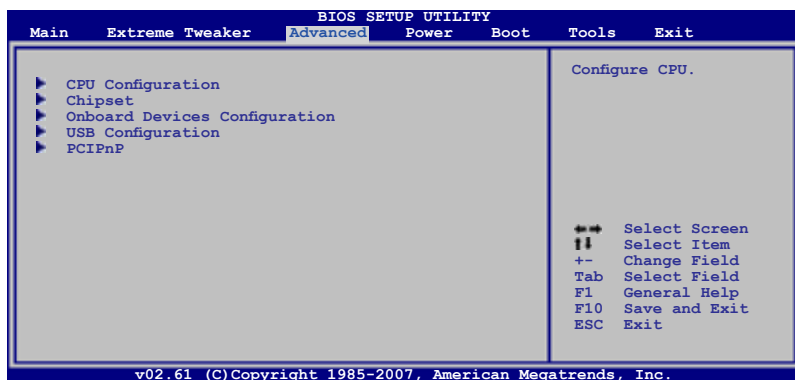 BIOS SETUP UTILITY
Main Extreme Tweaker Advanced Power Boot Tools Exit
CPU Configuration
Chipset
Onboard Devices Configuration
USB Configuration
PCIPnP
Configure CPU.
Select Screen
Select Item
+- Change Field
Tab Select Field
F1 General Help
F10 Save and Exit
ESC Exit
v02.61 (C)Copyright 1985-2007, American Megatrends, Inc.